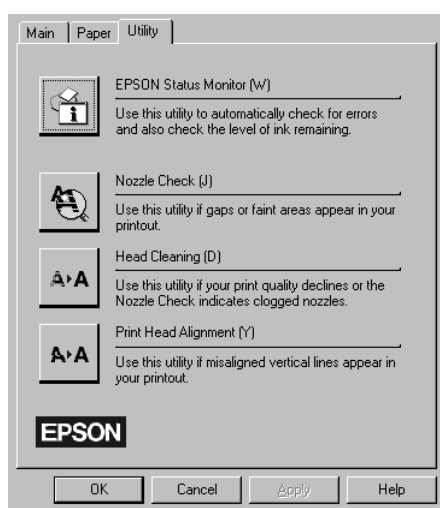 Main Paper Utility
EPSON Status Monitor (W)
Use this utility to automatically check for errors
and also check the level of ink remaining.
Nozzle Check (J)
Use this utility if gaps or faint areas appear in your
printout.
Head Cleaning (D)
A A
Use this utility if your print quality declines or the
Nozzle Check indicates clogged nozzles.
Print Head Alignment (Y)
A A
Use this utility if misaligned vertical lines appear in
your printout.
EPSON
OK Cancel Apply Help